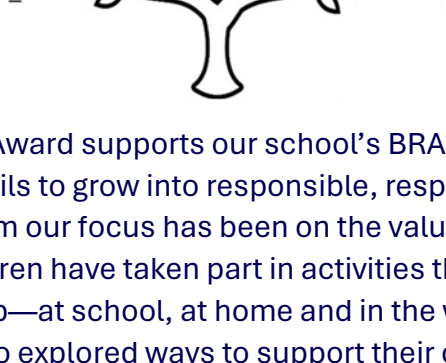 Award supports our school's BRA
ils to grow into responsible, resp
m our focus has been on the valu
ren have taken part in activities t
—at school, at home and in the
explored ways to support their